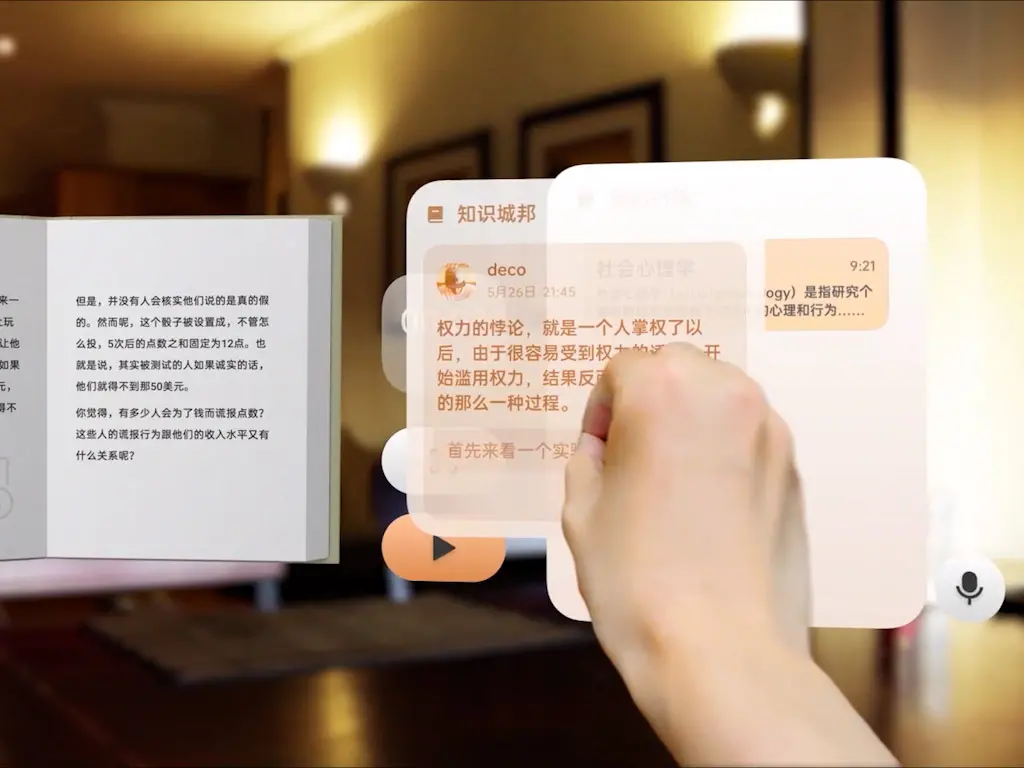 来一
玩
让他
如果
元，
得不
但是，并没有人会核实他们说的是真的假
的。然而呢，这个骰子被设置成，不管怎
么投，5次后的点数之和固定为12点。也
就是说，其实被测试的人如果诚实的话，
他们就得不到那50美元。
你觉得，有多少人会为了钱而谎报点数？
这些人的谎报行为跟他们的收入水平又有
什么关系呢？
知识城邦
deco
5月26日 21:45
权力的悖论，就是一个人掌权了以
后，由于很容易受到权力的 开
始滥用权力，结果反
的那么一种过程。
首先来看一个实
社会心理学
9:21
ogy）是指研究个
的心理和行为……